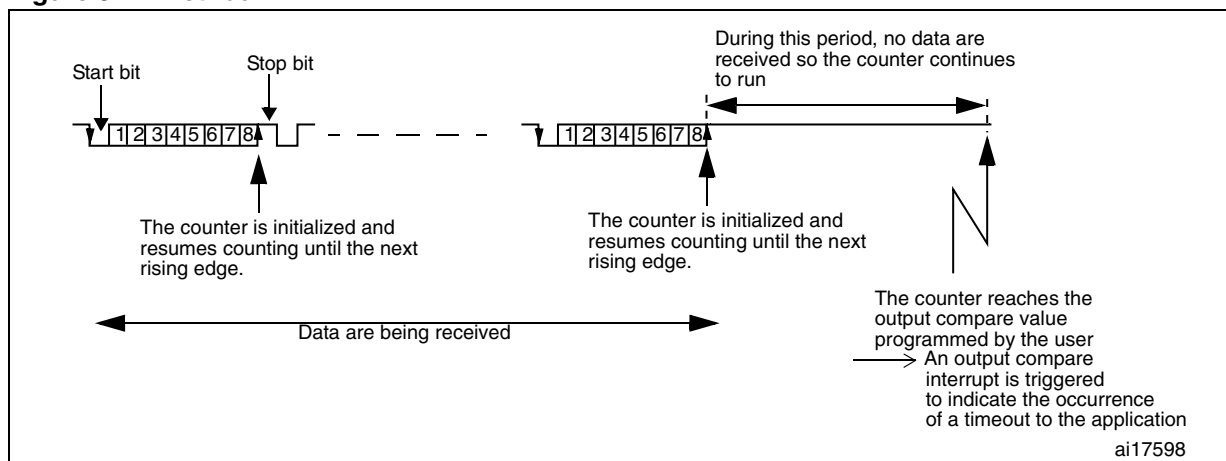 During this period, no data are
received so the counter continues
to run
Start bit
Stop bit
1 2 3 4 5 6 7 8
1 2 3 4 5 6 7 8
The counter is initialized and
resumes counting until the next
rising edge.
The counter is initialized and
resumes counting until the next
rising edge.
Data are being received
The counter reaches the
output compare value
programmed by the user
An output compare
interrupt is triggered
to indicate the occurrence
of a timeout to the application
ai17598